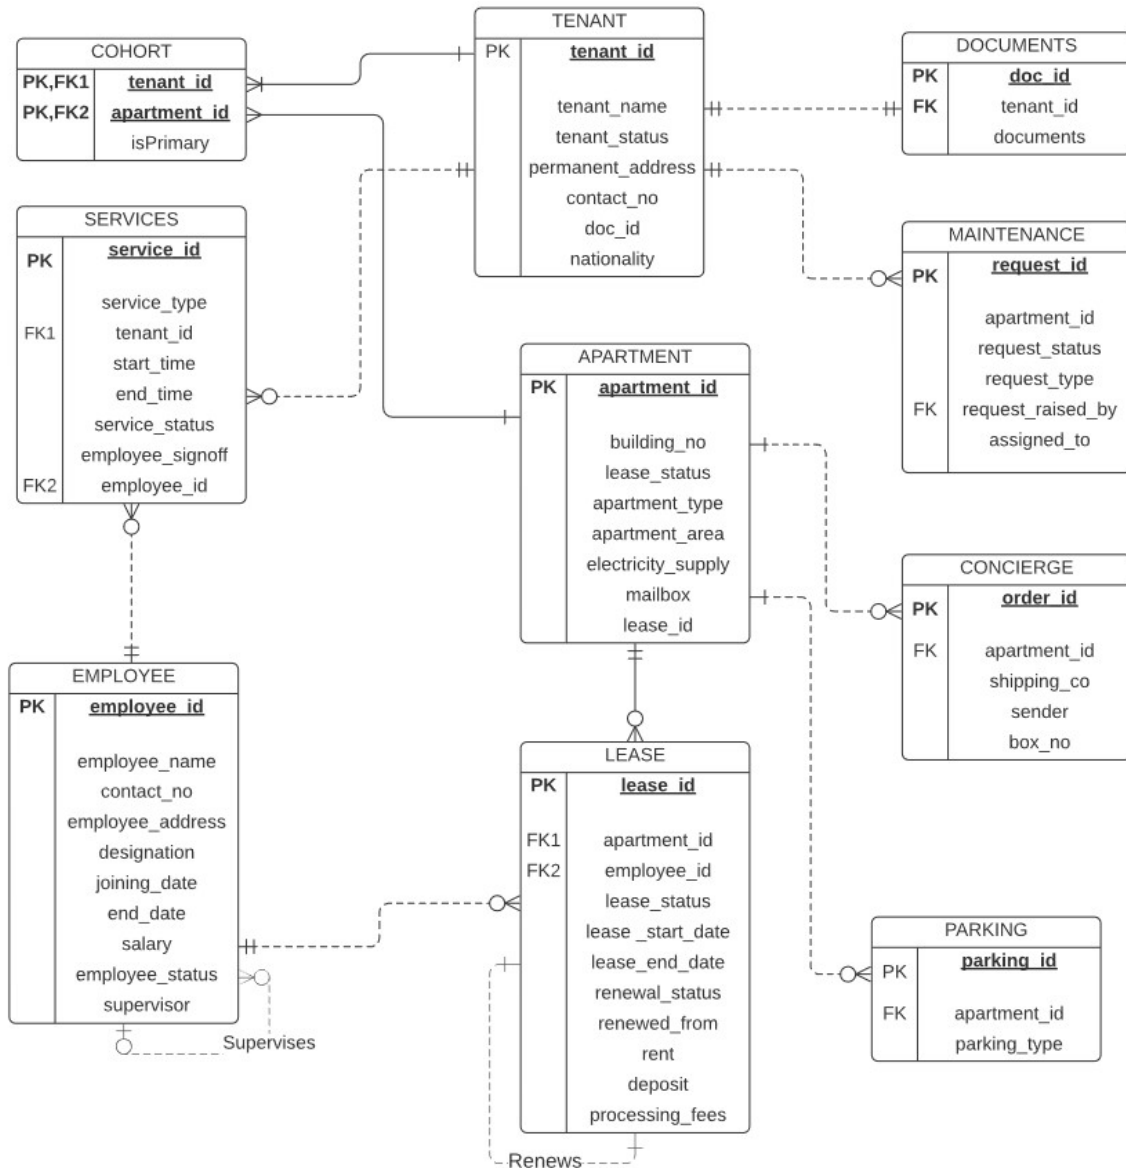 TENANT
PK tenant_id
tenant_name
tenant_status
permanent_address
contact_no
doc_id
nationality
COHORT
PK,FK1 tenant_id
PK,FK2 apartment_id
isPrimary
DOCUMENTS
PK doc_id
FK tenant_id
documents
SERVICES
PK service_id
service_type
FK1 tenant_id
start_time
end_time
service_status
employee_signoff
FK2 employee_id
MAINTENANCE
PK request_id
apartment_id
request_status
request_type
FK request_raised_by
assigned_to
APARTMENT
PK apartment_id
building_no
lease_status
apartment_type
apartment_area
electricity_supply
mailbox
lease_id
CONCIERGE
PK order_id
FK apartment_id
shipping_co
sender
box_no
EMPLOYEE
PK employee_id
employee_name
contact_no
employee_address
designation
joining_date
end_date
salary
employee_status
supervisor
Supervises
LEASE
PK lease_id
FK1 apartment_id
FK2 employee_id
lease_status
lease _start_date
lease_end_date
renewal_status
renewed_from
rent
deposit
processing_fees
Renews
PARKING
PK parking_id
FK apartment_id
parking_type